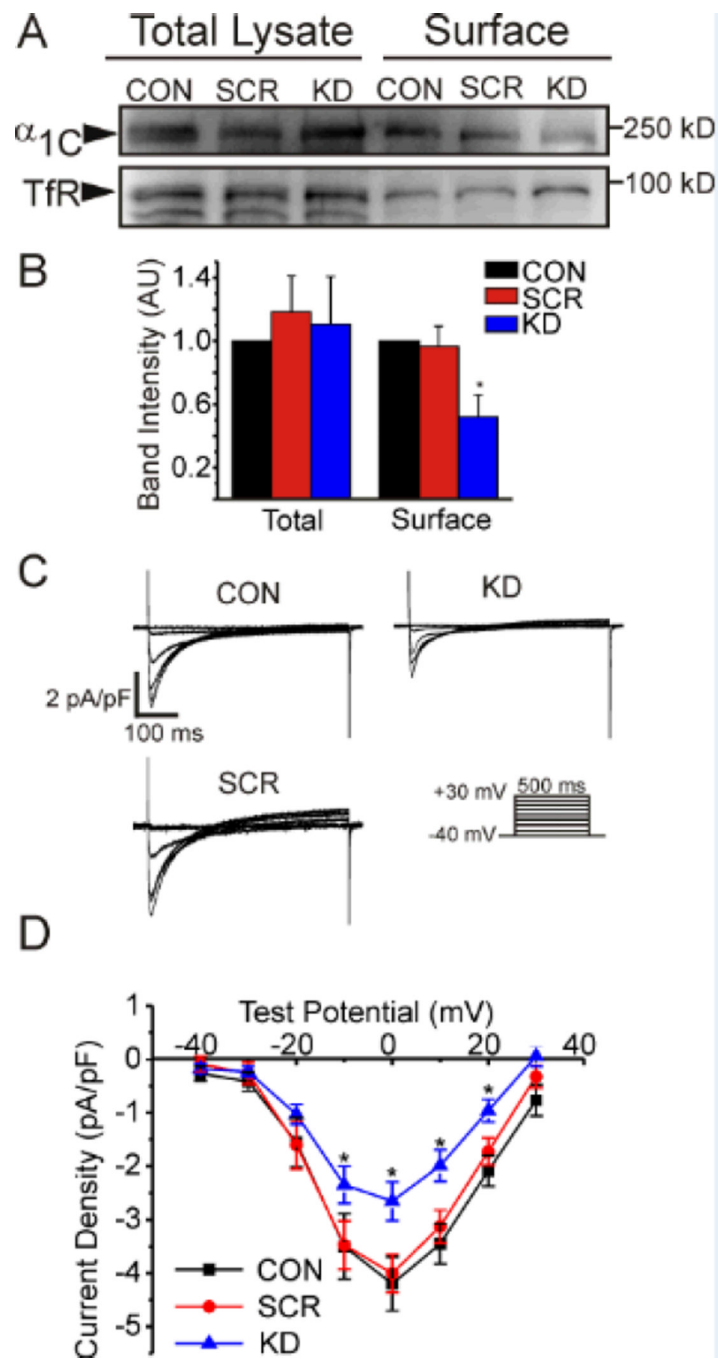 A
Total Lysate Surface
CON SCR KD CON SCR KD
α1C
250 kD
TfR
100 kD
B
Band Intensity (AU)
1.4
1.0
0.6
0.2
CON
SCR
KD
*
Total Surface
C
CON KD
2 pA/pF
100 ms
SCR
+30 mV 500 ms
-40 mV
D
Test Potential (mV)
-40 -20 0 20 40
Current Density (pA/pF)
1
0
-1
-2
-3
-4
-5
* * * *
CON
SCR
KD